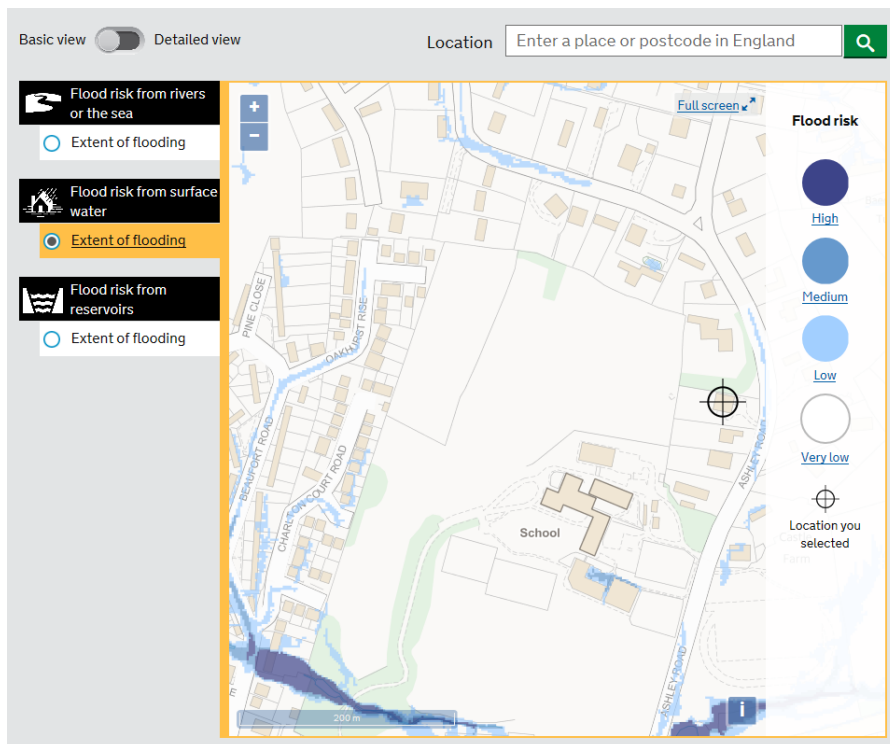 Basic view
Detailed view
Location
Enter a place or postcode in England
Flood risk from rivers
or the sea
Extent of flooding
Flood risk from surface
water
Extent of flooding
Flood risk from
reservoirs
Extent of flooding
+
−
Full screen
PINE CLOSE
OAKHURST RISE
BEAUFORT ROAD
CHARLTON COURT ROAD
School
ASHLEY ROAD
ASHLEY ROAD
200 m
i
Flood risk
High
Medium
Low
Very low
Location you
selected
Farm